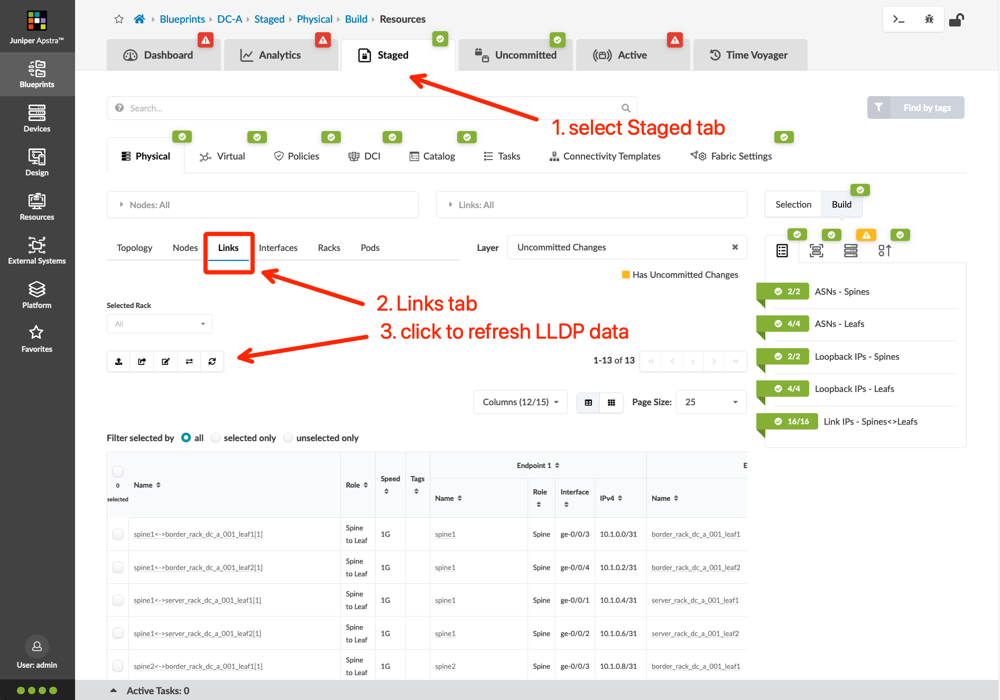 Juniper Apstra™
Blueprints
Devices
Design
Resources
External Systems
Platform
Favorites
User: admin
Blueprints DC-A Staged Physical Build Resources
Dashboard Analytics Staged Uncommitted Active Time Voyager
Search...
Find by tags
1. select Staged tab
Physical Virtual Policies DCI Catalog Tasks Connectivity Templates Fabric Settings
Nodes: All
Links: All
Selection Build
Topology Nodes Links Interfaces Racks Pods
Layer Uncommitted Changes
Has Uncommitted Changes
2/2 ASNs - Spines
4/4 ASNs - Leafs
2/2 Loopback IPs - Spines
4/4 Loopback IPs - Leafs
16/16 Link IPs - Spines<>Leafs
2. Links tab
3. click to refresh LLDP data
Selected Rack
All
1-13 of 13
« < 1 > »
Columns (12/15)
Page Size: 25
Filter selected by all selected only unselected only
0
selected
Name Role Speed Tags Endpoint 1 E
Name Role Interface IPv4 Name
spine1<->border_rack_dc_a_001_leaf1[1] Spine to Leaf 1G spine1 Spine ge-0/0/3 10.1.0.0/31 border_rack_dc_a_001_leaf1
spine1<->border_rack_dc_a_001_leaf2[1] Spine to Leaf 1G spine1 Spine ge-0/0/4 10.1.0.2/31 border_rack_dc_a_001_leaf2
spine1<->server_rack_dc_a_001_leaf1[1] Spine to Leaf 1G spine1 Spine ge-0/0/1 10.1.0.4/31 server_rack_dc_a_001_leaf1
spine1<->server_rack_dc_a_001_leaf2[1] Spine to Leaf 1G spine1 Spine ge-0/0/2 10.1.0.6/31 server_rack_dc_a_001_leaf2
spine2<->border_rack_dc_a_001_leaf1[1] Spine to Leaf 1G spine2 Spine ge-0/0/3 10.1.0.8/31 border_rack_dc_a_001_leaf1
Active Tasks: 0